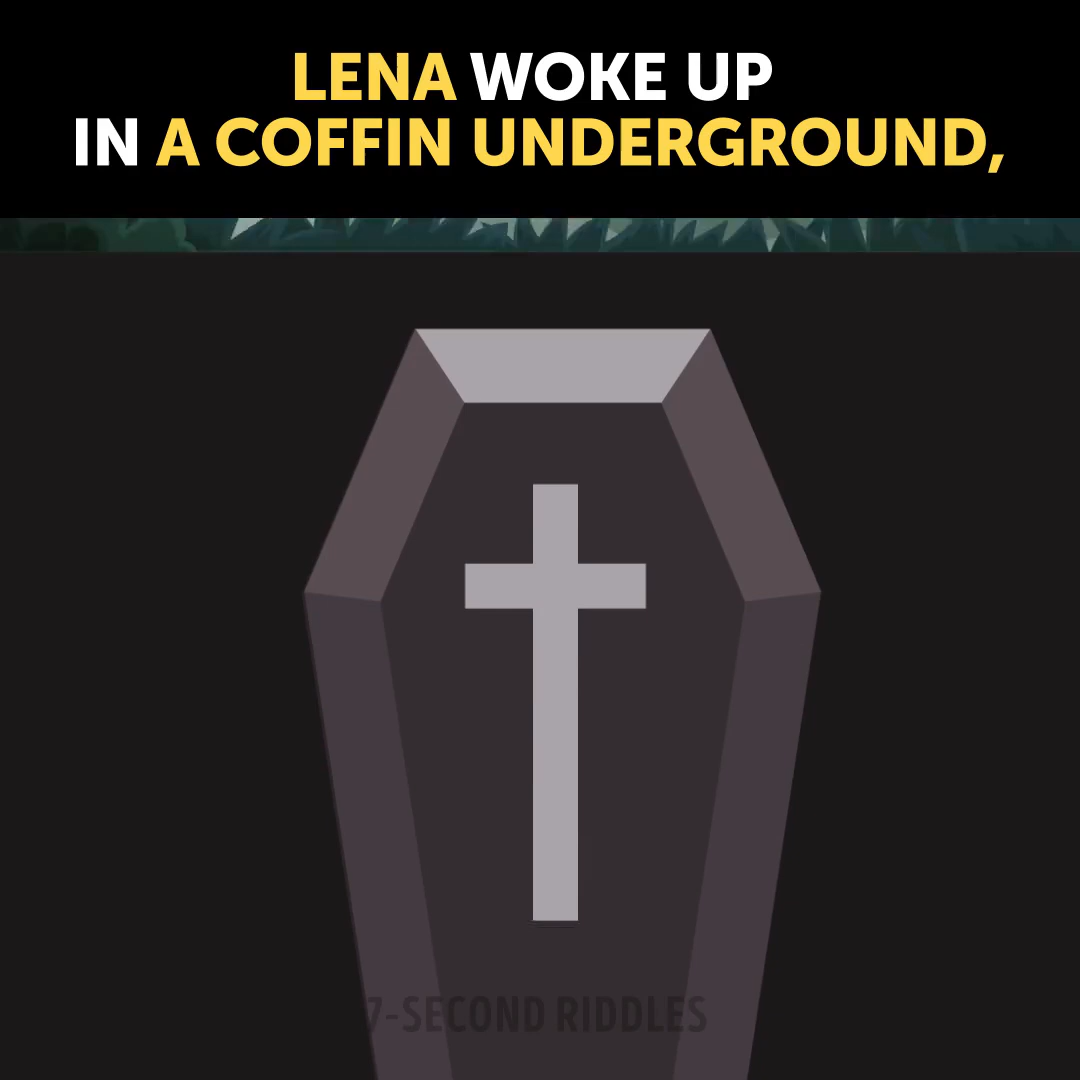 LENA WOKE UP
IN A COFFIN UNDERGROUND,
7-SECOND RIDDLES